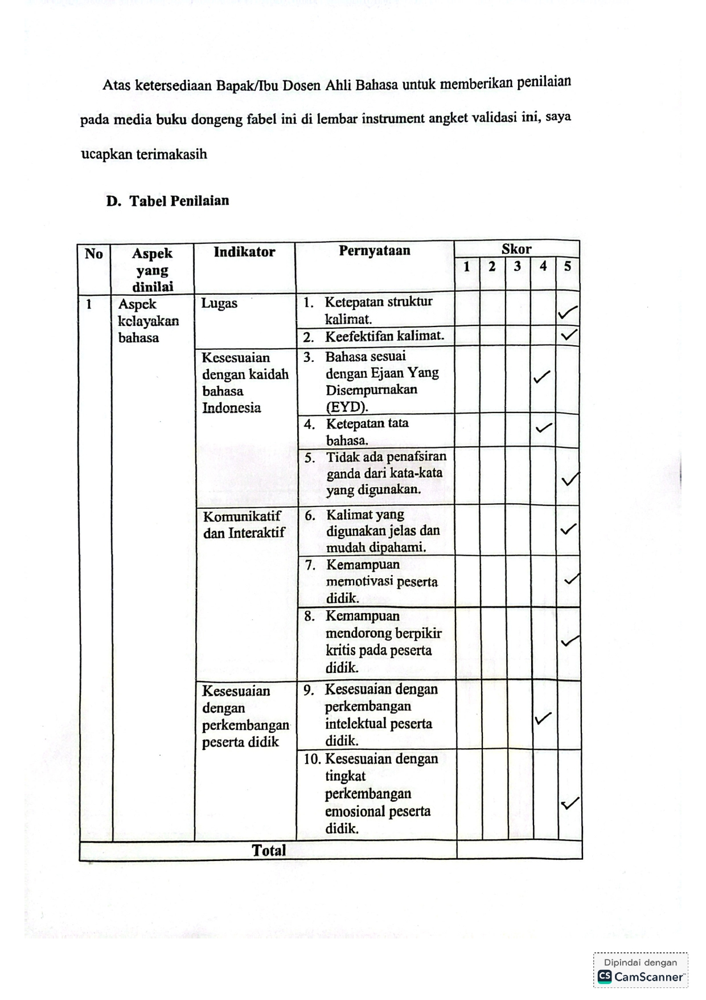 Atas ketersediaan Bapak/Ibu Dosen Ahli Bahasa untuk memberikan penilaian
pada media buku dongeng fabel ini di lembar instrument angket validasi ini, saya
ucapkan terimakasih
D. Tabel Penilaian
No Aspek yang dinilai Indikator Pernyataan Skor
1 2 3 4 5
1 Aspek kelayakan bahasa
Lugas
1. Ketepatan struktur
kalimat. ✓
2. Keefektifan kalimat. ✓
Kesesuaian
dengan kaidah
bahasa
Indonesia
3. Bahasa sesuai
dengan Ejaan Yang
Disempurnakan
(EYD). ✓
4. Ketepatan tata
bahasa. ✓
5. Tidak ada penafsiran
ganda dari kata-kata
yang digunakan. ✓
Komunikatif
dan Interaktif
6. Kalimat yang
digunakan jelas dan
mudah dipahami. ✓
7. Kemampuan
memotivasi peserta
didik. ✓
8. Kemampuan
mendorong berpikir
kritis pada peserta
didik. ✓
Kesesuaian
dengan
perkembangan
peserta didik
9. Kesesuaian dengan
perkembangan
intelektual peserta
didik. ✓
10. Kesesuaian dengan
tingkat
perkembangan
emosional peserta
didik. ✓
Total
Dipindai dengan
CS CamScanner